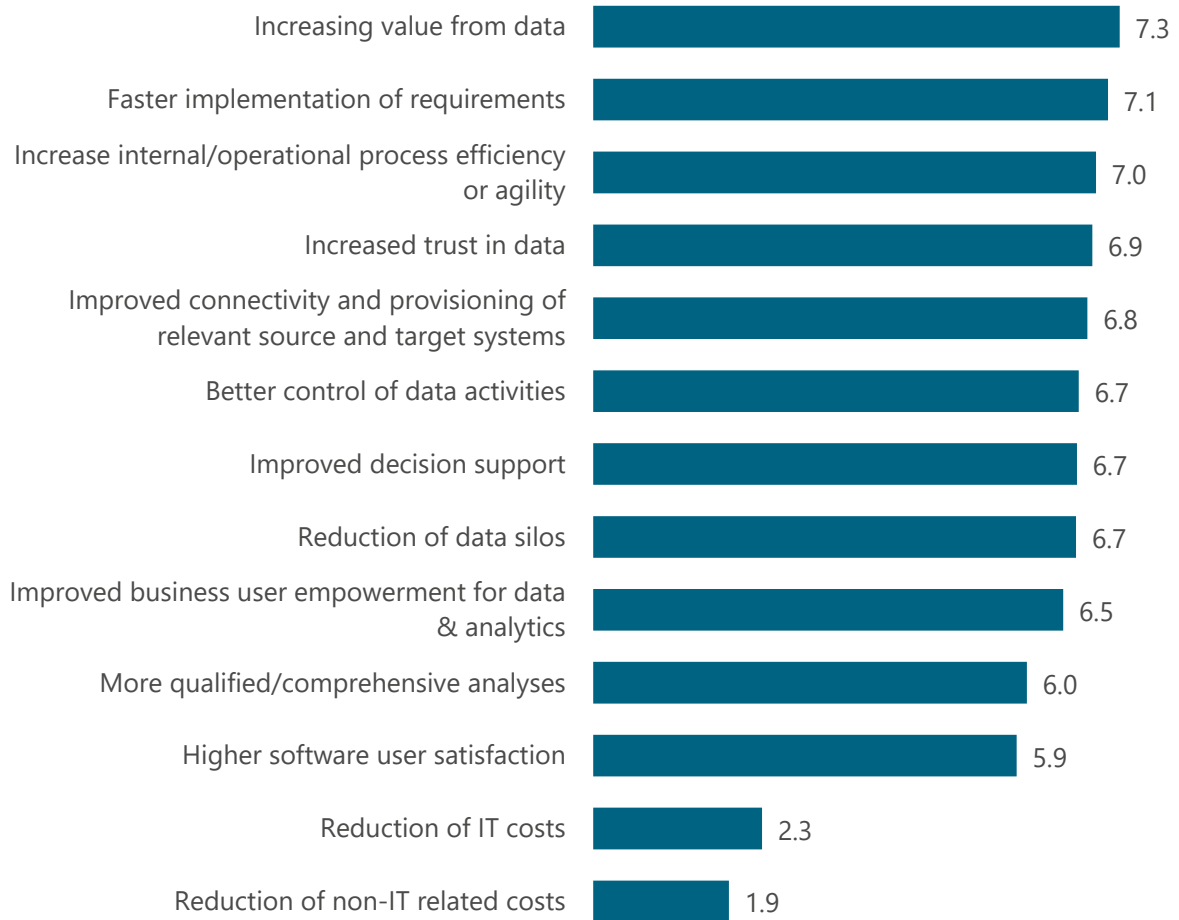 Increasing value from data 7.3
Faster implementation of requirements 7.1
Increase internal/operational process efficiency
or agility 7.0
Increased trust in data 6.9
Improved connectivity and provisioning of
relevant source and target systems 6.8
Better control of data activities 6.7
Improved decision support 6.7
Reduction of data silos 6.7
Improved business user empowerment for data
& analytics 6.5
More qualified/comprehensive analyses 6.0
Higher software user satisfaction 5.9
Reduction of IT costs 2.3
Reduction of non-IT related costs 1.9